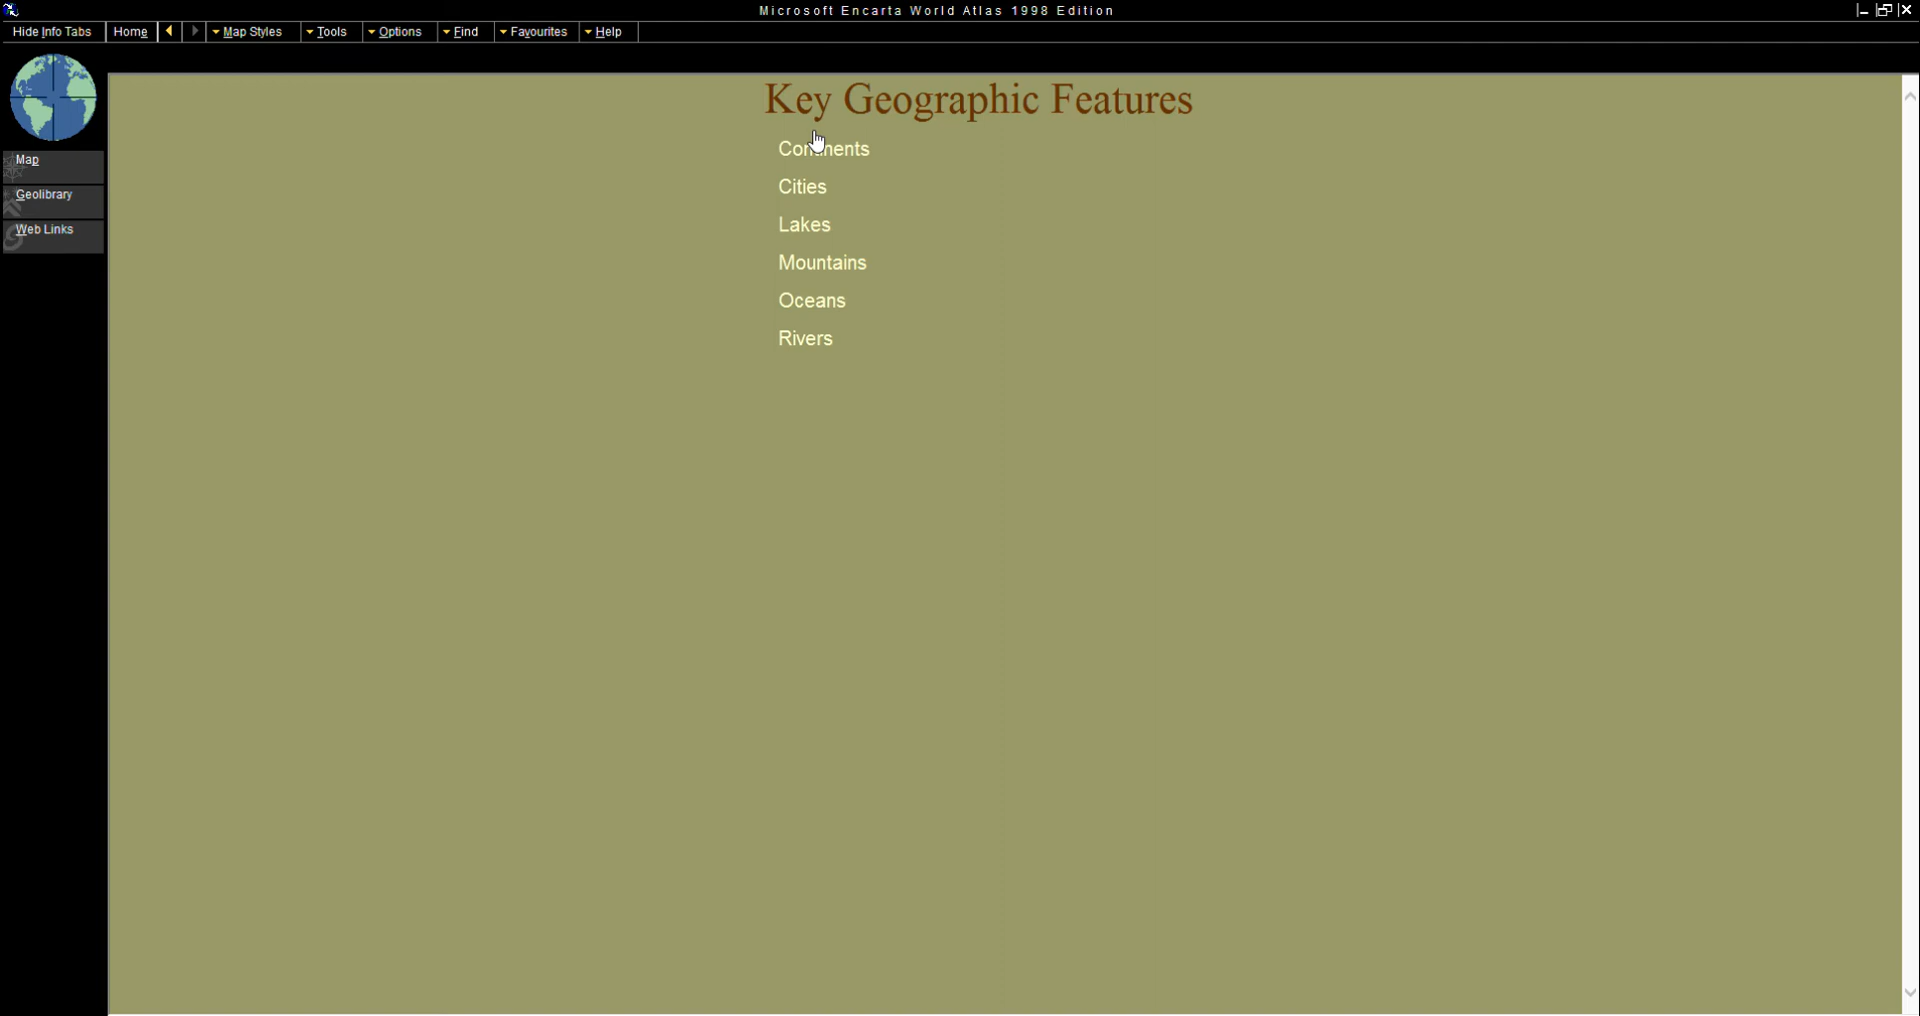 Microsoft Encarta World Atlas 1998 Edition
Hide Info Tabs Home Map Styles Tools Options Find Favourites Help
Key Geographic Features
Map
Geolibrary
Web Links
Continents
Cities
Lakes
Mountains
Oceans
Rivers